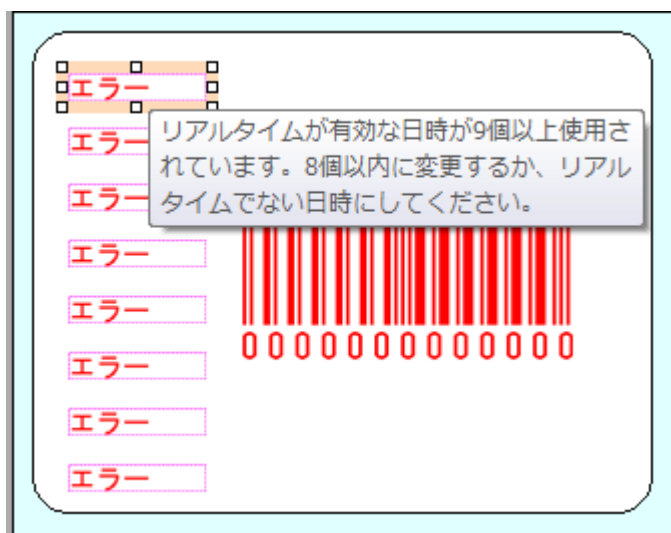 エラー
リアルタイムが有効な日時が9個以上使用さ
れています。8個以内に変更するか、リアル
タイムでない日時にしてください。
エラー
エラー
エラー
エラー
エラー
エラー
エラー
0000000000000